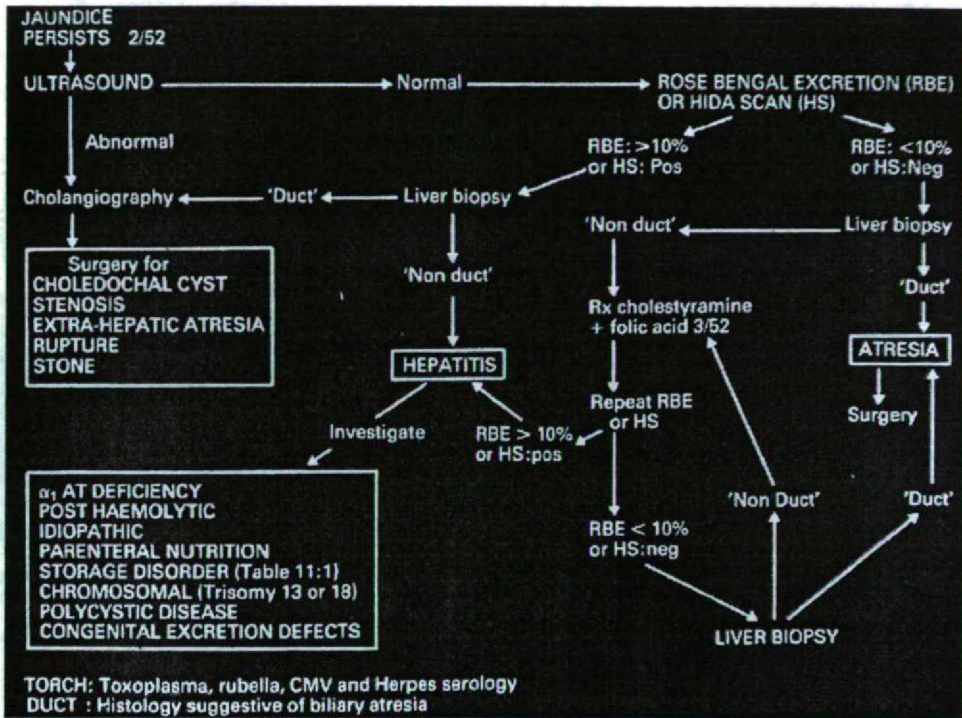 JAUNDICE
PERSISTS 2/52
ULTRASOUND
Normal
ROSE BENGAL EXCRETION (RBE)
OR HIDA SCAN (HS)
Abnormal
RBE: >10%
or HS: Pos
RBE: <10%
or HS:Neg
Cholangiography
'Duct'
Liver biopsy
'Non duct'
Liver biopsy
Surgery for
CHOLEDOCHAL CYST
STENOSIS
EXTRA-HEPATIC ATRESIA
RUPTURE
STONE
'Non duct'
Rx cholestyramine
+ folic acid 3/52
'Duct'
HEPATITIS
ATRESIA
Repeat RBE
or HS
Surgery
Investigate
RBE > 10%
or HS:pos
α₁ AT DEFICIENCY
POST HAEMOLYTIC
IDIOPATHIC
PARENTERAL NUTRITION
STORAGE DISORDER (Table 11:1)
CHROMOSOMAL (Trisomy 13 or 18)
POLYCYSTIC DISEASE
CONGENITAL EXCRETION DEFECTS
RBE < 10%
or HS:neg
'Non Duct'
'Duct'
LIVER BIOPSY
TORCH: Toxoplasma, rubella, CMV and Herpes serology
DUCT : Histology suggestive of biliary atresia